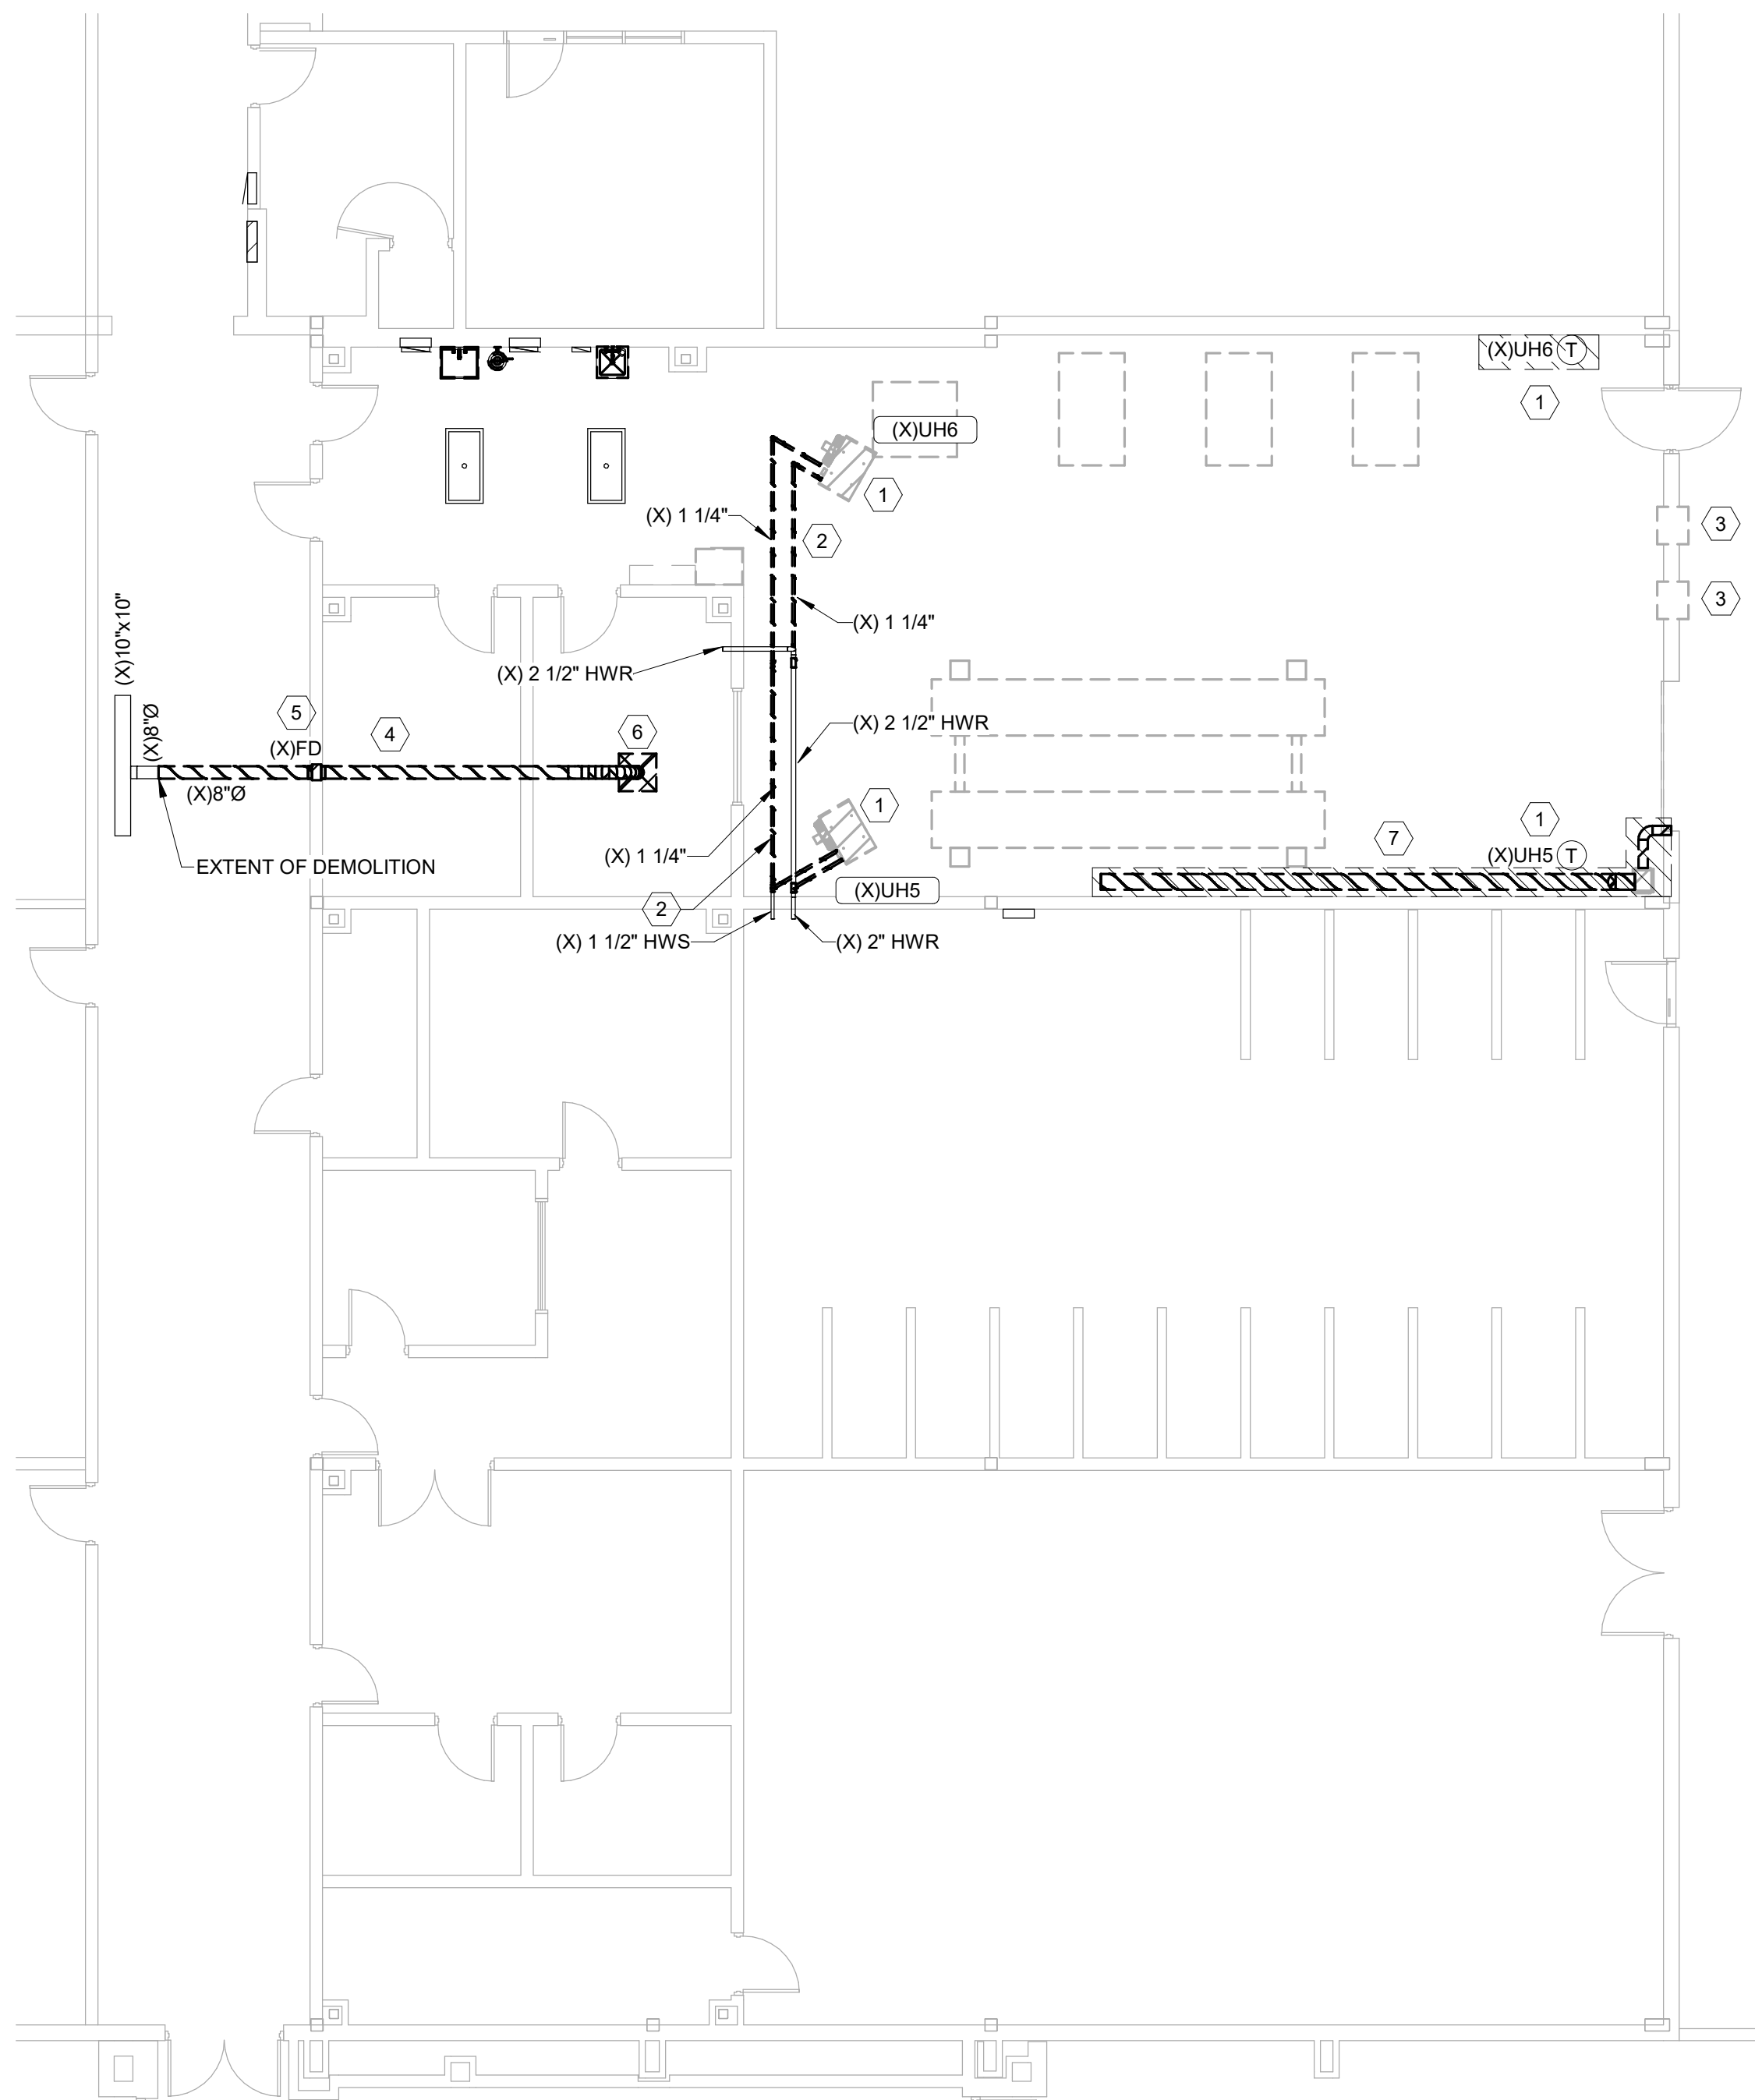 (X)UH6 T
1
(X)UH6
1
(X) 1 1/4"
2
3
3
(X) 1 1/4"
(X)10"x10"
(X) 2 1/2" HWR
5
4
6
(X) 2 1/2" HWR
(X)8"Ø
(X)FD
(X)8"Ø
1
1
7
(X) 1 1/4"
(X)UH5 T
EXTENT OF DEMOLITION
(X)UH5
2
(X) 1 1/2" HWS
(X) 2" HWR